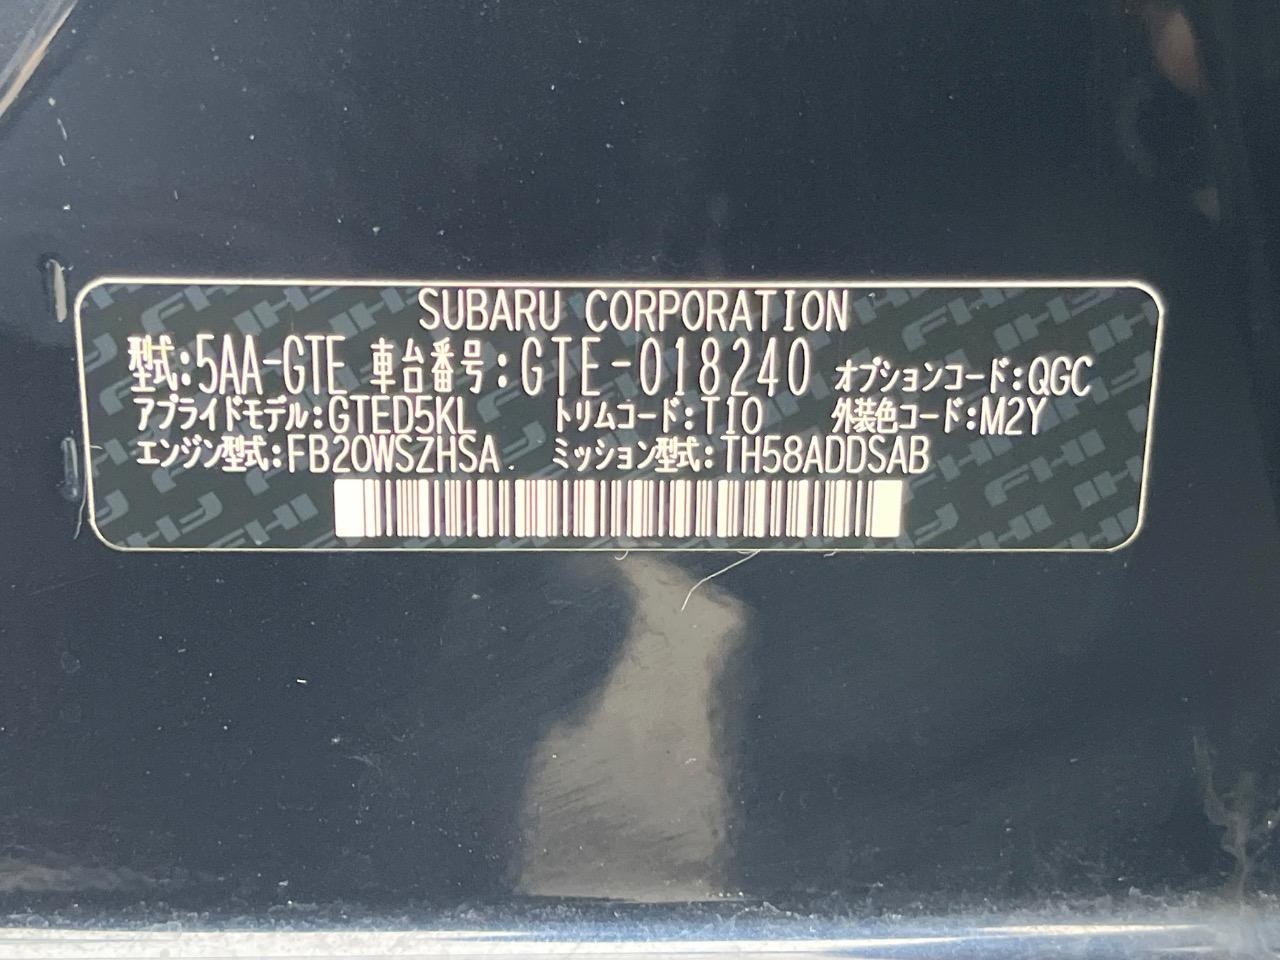 SUBARU CORPORATION
型式:5AA-GTE 車台番号:GTE-018240 オプションコード:QGC
アプライドモデル:GTED5KL トリムコード:T10 外装色コード:M2Y
エンジン型式:FB20WSZHSA. ミッション型式:TH58ADDSAB